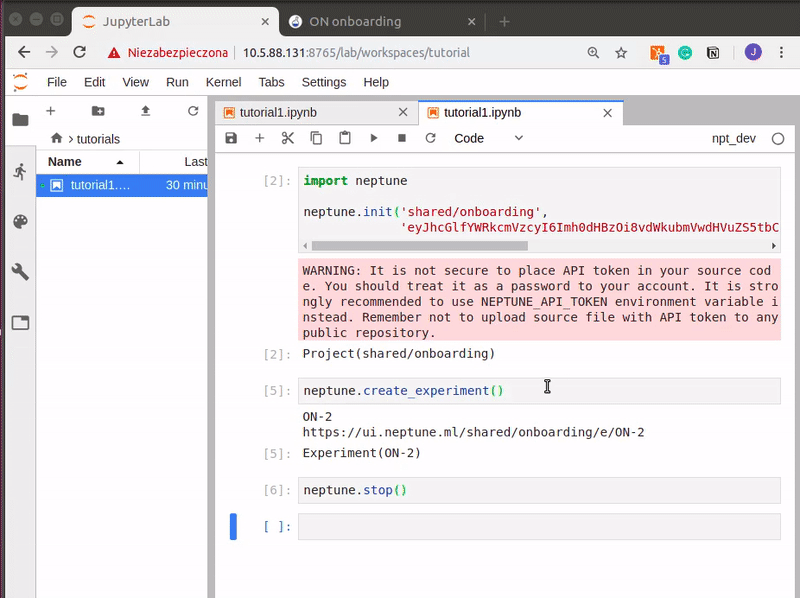 JupyterLab
ON onboarding
Niezabezpieczona 10.5.88.131:8765/lab/workspaces/tutorial
5
J
File Edit View Run Kernel Tabs Settings Help
tutorials
Name Last
tutorial1.… 30 minu
tutorial1.ipynb
tutorial1.ipynb
Code
npt_dev
[2]: import neptune
neptune.init('shared/onboarding',
'eyJhcGlfYWRkcmVzcyI6Imh0dHBzOi8vdWkubmVwdHVuZS5tbC
WARNING: It is not secure to place API token in your source cod
e. You should treat it as a password to your account. It is stro
ngly recommended to use NEPTUNE_API_TOKEN environment variable i
nstead. Remember not to upload source file with API token to any
public repository.
[2]: Project(shared/onboarding)
[5]: neptune.create_experiment()
ON-2
https://ui.neptune.ml/shared/onboarding/e/ON-2
[5]: Experiment(ON-2)
[6]: neptune.stop()
[ ]: